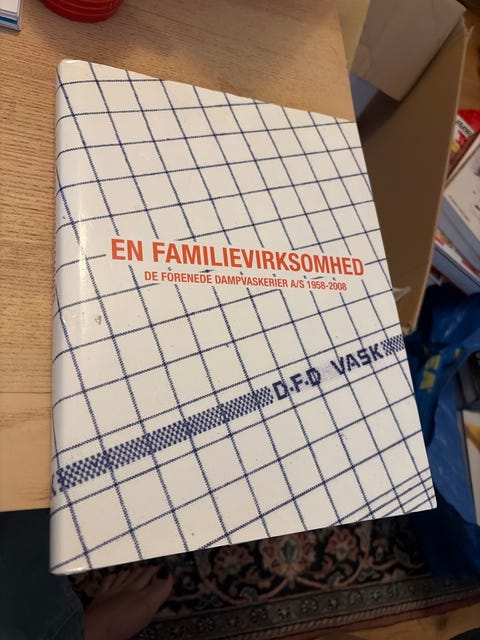 EN FAMILIEVIRKSOMHED
DE FORENEDE DAMPVASKERIER A/S 1958-2008
D·F·D VASK